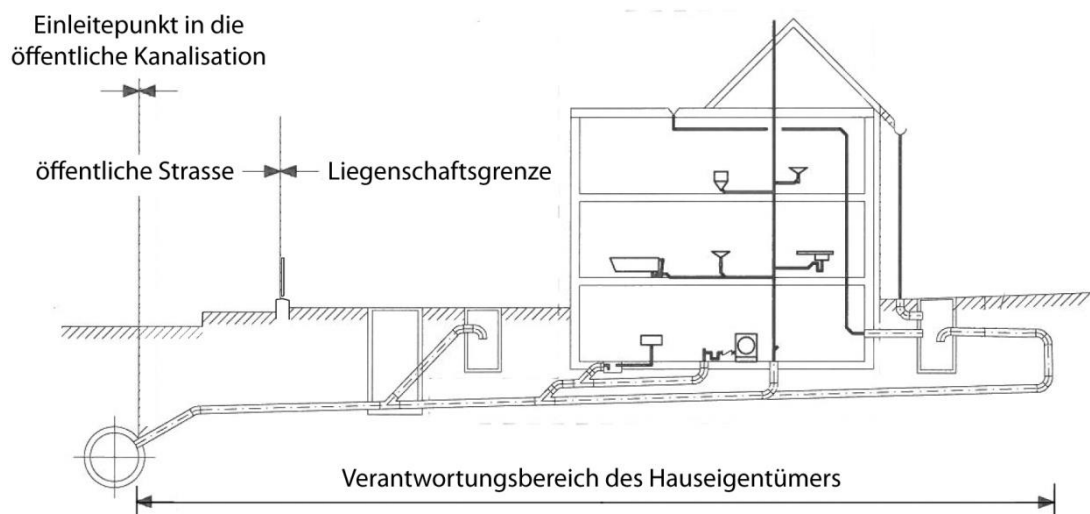 Einleitepunkt in die
öffentliche Kanalisation
öffentliche Strasse
Liegenschaftsgrenze
Verantwortungsbereich des Hauseigentümers